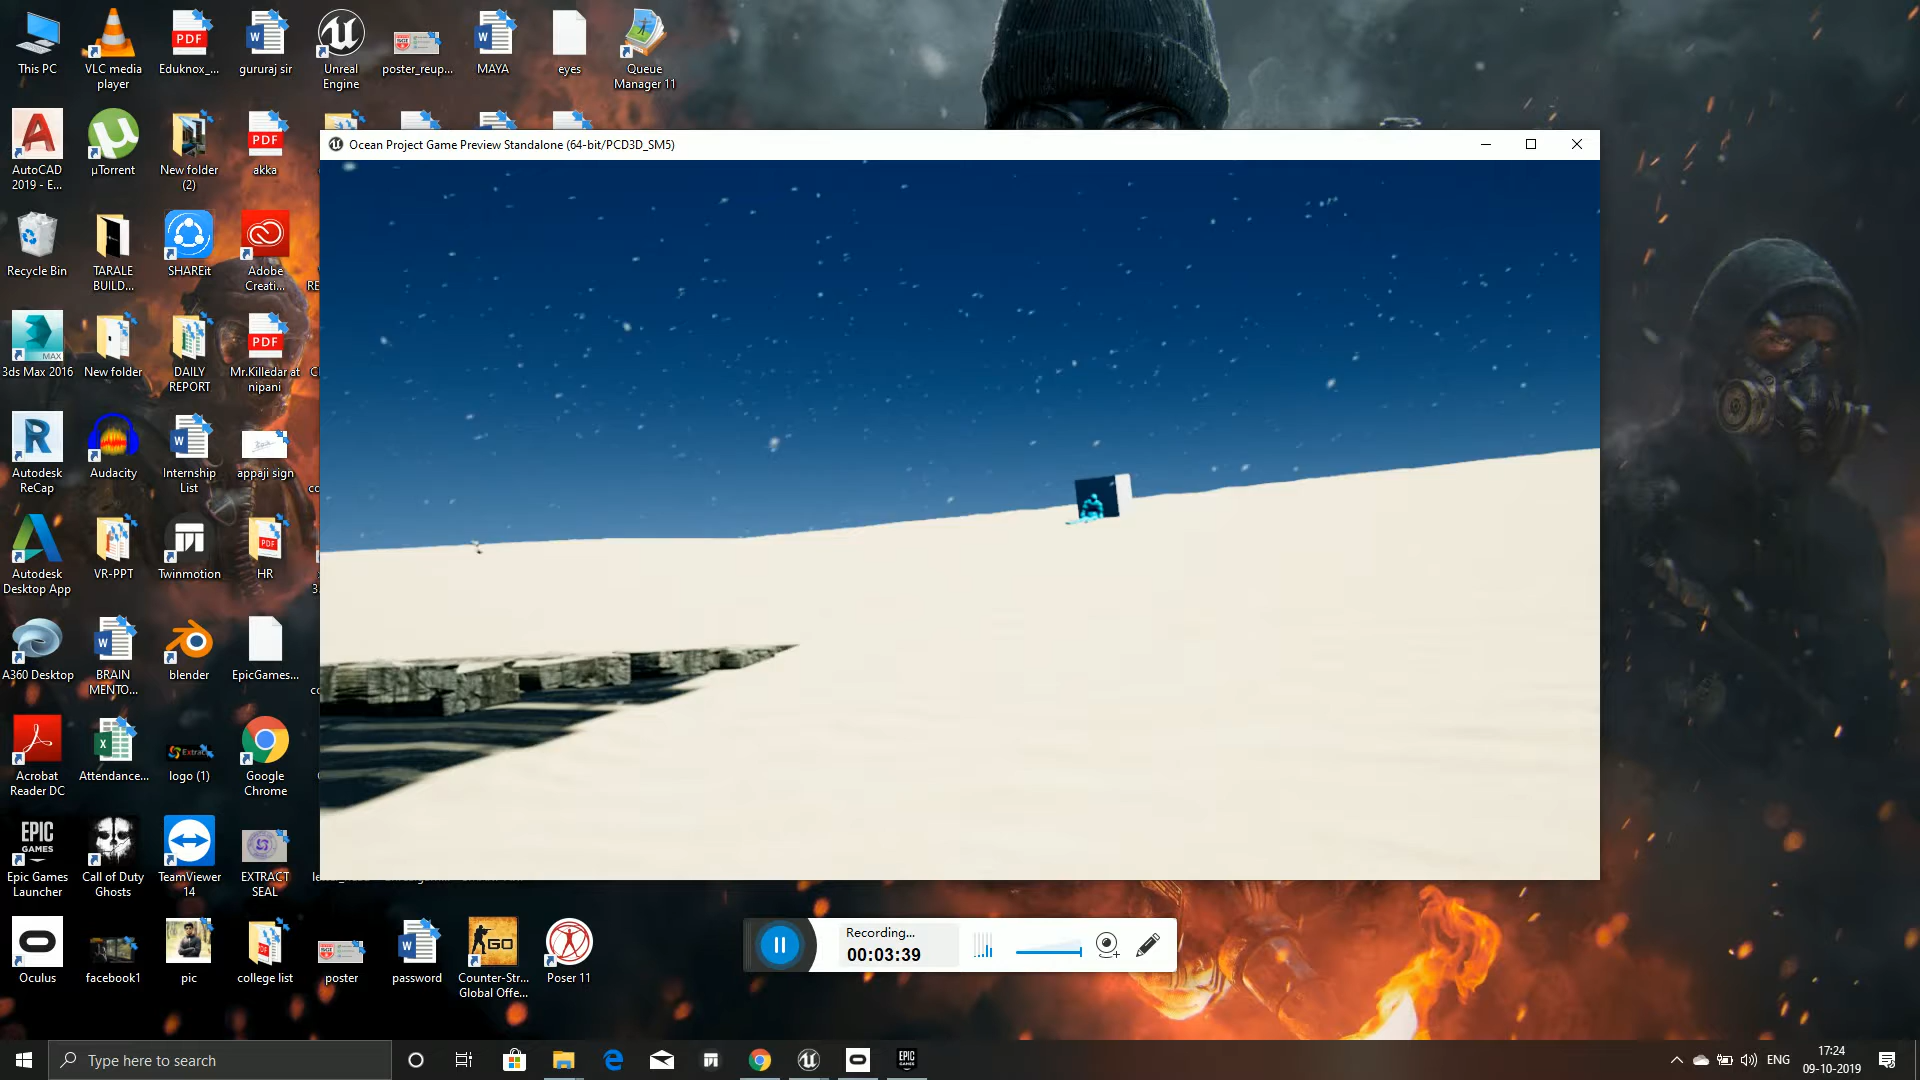 This PC
VLC media
player
Eduknox_...
gururaj sir
Unreal
Engine
poster_reup...
MAYA
eyes
Queue
Manager 11
AutoCAD
2019 - E...
µTorrent
New folder
(2)
akka
Ocean Project Game Preview Standalone (64-bit/PCD3D_SM5)
Recycle Bin
TARALE
BUILD...
SHAREit
Adobe
Creati...
3ds Max 2016
New folder
DAILY
REPORT
Mr.Killedar at
nipani
Autodesk
ReCap
Audacity
Internship
List
appaji sign
Autodesk
Desktop App
VR-PPT
Twinmotion
HR
A360 Desktop
BRAIN
MENTO...
blender
EpicGames...
Acrobat
Reader DC
Attendance...
logo (1)
Google
Chrome
Epic Games
Launcher
Call of Duty
Ghosts
TeamViewer
14
EXTRACT
SEAL
Oculus
facebook1
pic
college list
poster
password
Counter-Str...
Global Offe...
Poser 11
Recording...
00:03:39
Type here to search
ENG
17:24
09-10-2019